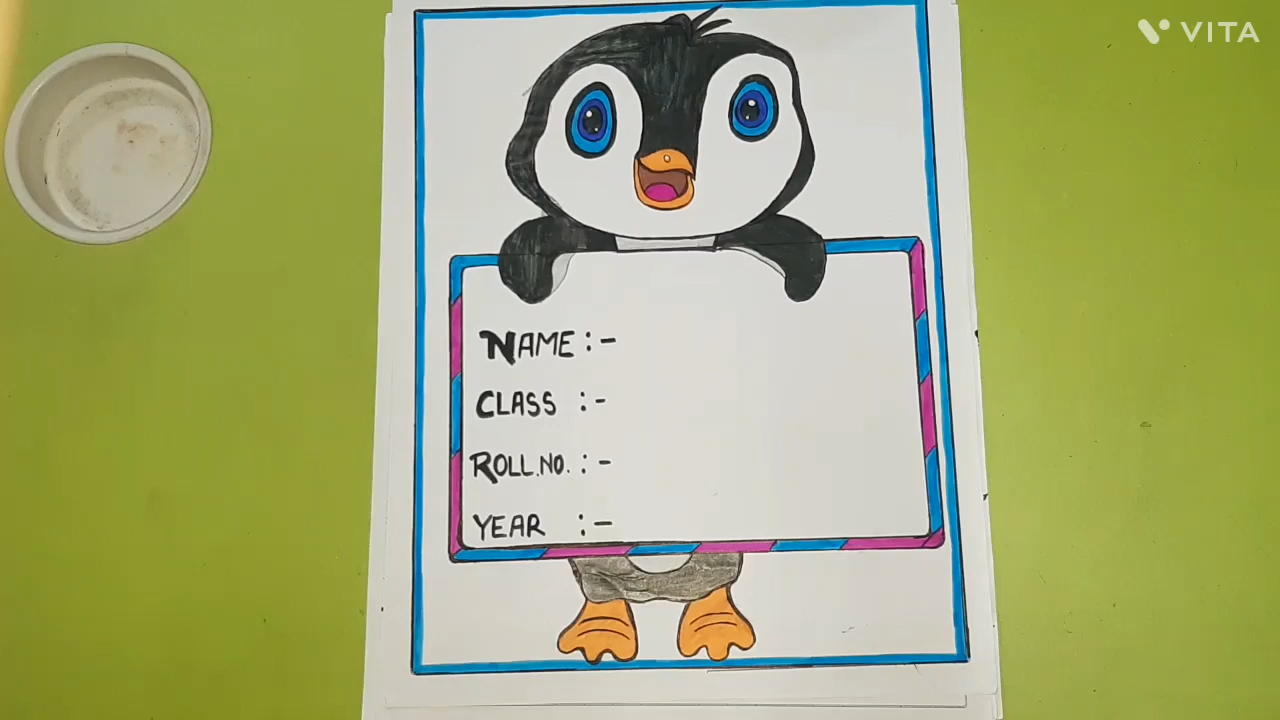 VITA
NAME :-
CLASS :-
ROLL.NO. :-
YEAR :-